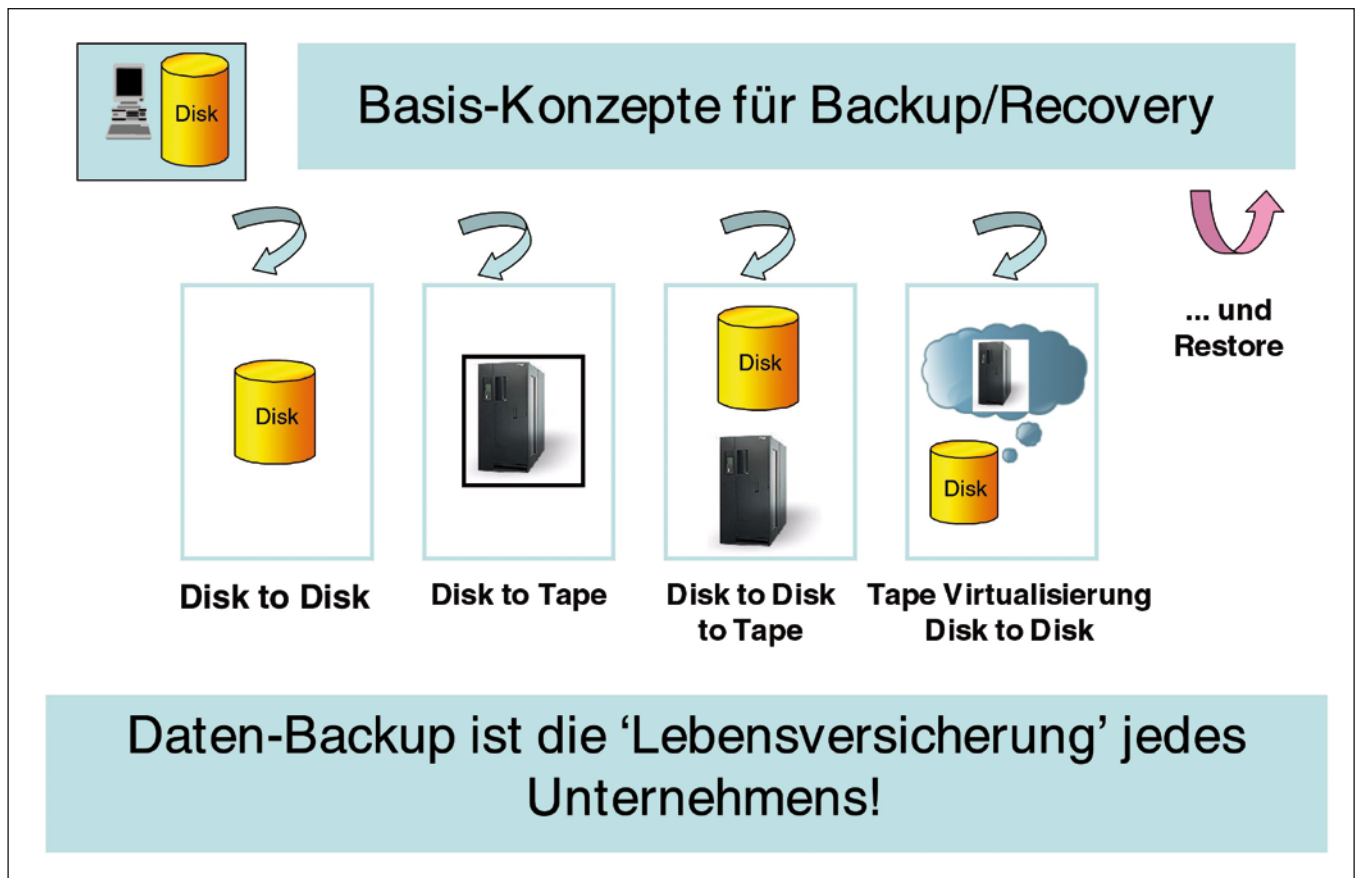 Disk
Basis-Konzepte für Backup/Recovery
... und
Restore
Disk
Disk
Disk
Disk to Disk
Disk to Tape
Disk to Disk
to Tape
Tape Virtualisierung
Disk to Disk
Daten-Backup ist die ‘Lebensversicherung’ jedes
Unternehmens!